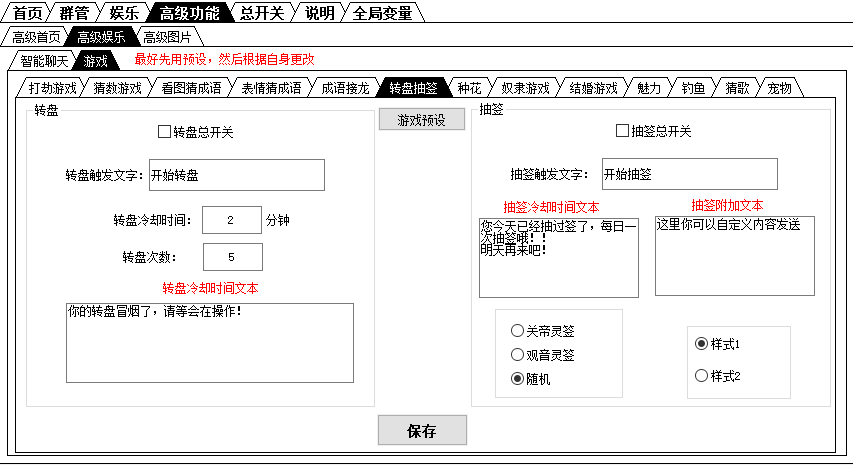 首页 群管 娱乐 高级功能 总开关 说明 全局变量
高级首页 高级娱乐 高级图片
智能聊天 游戏 最好先用预设，然后根据自身更改
打劫游戏 猜数游戏 看图猜成语 表情猜成语 成语接龙 转盘抽签 种花 奴隶游戏 结婚游戏 魅力 钓鱼 猜歌 宠物
转盘
转盘总开关
转盘触发文字： 开始转盘
转盘冷却时间： 2 分钟
转盘次数： 5
转盘冷却时间文本
你的转盘冒烟了，请等会在操作！
游戏预设
抽签
抽签总开关
抽签触发文字： 开始抽签
抽签冷却时间文本
您今天已经抽过签了，每日一
次抽签哦！！
明天再来吧！
抽签附加文本
这里你可以自定义内容发送
关帝灵签
观音灵签
随机
样式1
样式2
保存